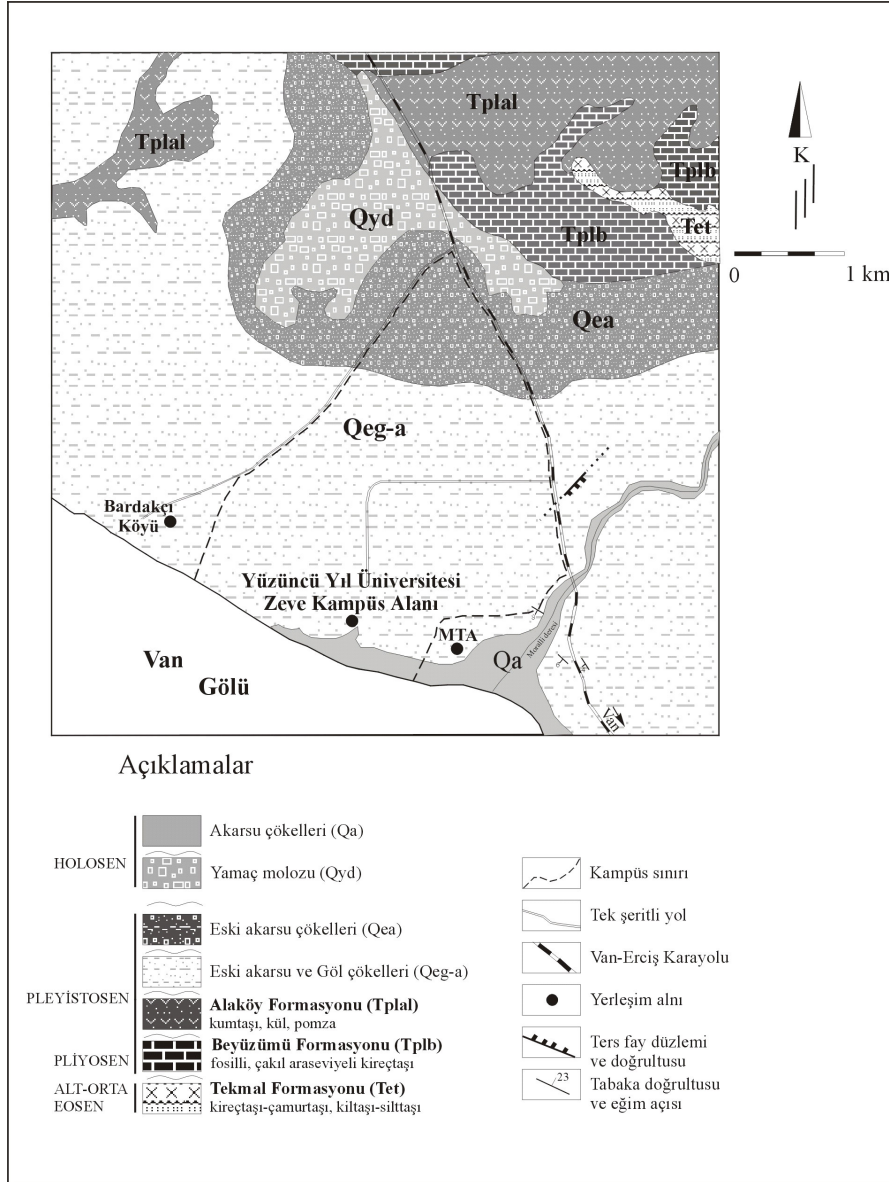 Tplal
Tplal
K
Tplb
Qyd
Tet
Tplb
0 1 km
Qea
Qeg-a
Bardakçı
Köyü
Yüzüncü Yıl Üniversitesi
Zeve Kampüs Alanı
MTA
Van
Gölü
Qa
Van
Açıklamalar
Akarsu çökelleri (Qa)
HOLOSEN
Yamaç molozu (Qyd)
Eski akarsu çökelleri (Qea)
Eski akarsu ve Göl çökelleri (Qeg-a)
PLEYİSTOSEN
Alaköy Formasyonu (Tplal)
kumtaşı, kül, pomza
PLİYOSEN
Beyüzümü Formasyonu (Tplb)
fosilli, çakıl araseviyeli kireçtaşı
ALT-ORTA
EOSEN
Tekmal Formasyonu (Tet)
kireçtaşı-çamurtaşı, kiltaşı-silttaşı
Kampüs sınırı
Tek şeritli yol
Van-Erciş Karayolu
Yerleşim alnı
Ters fay düzlemi
ve doğrultusu
23
Tabaka doğrultusu
ve eğim açısı